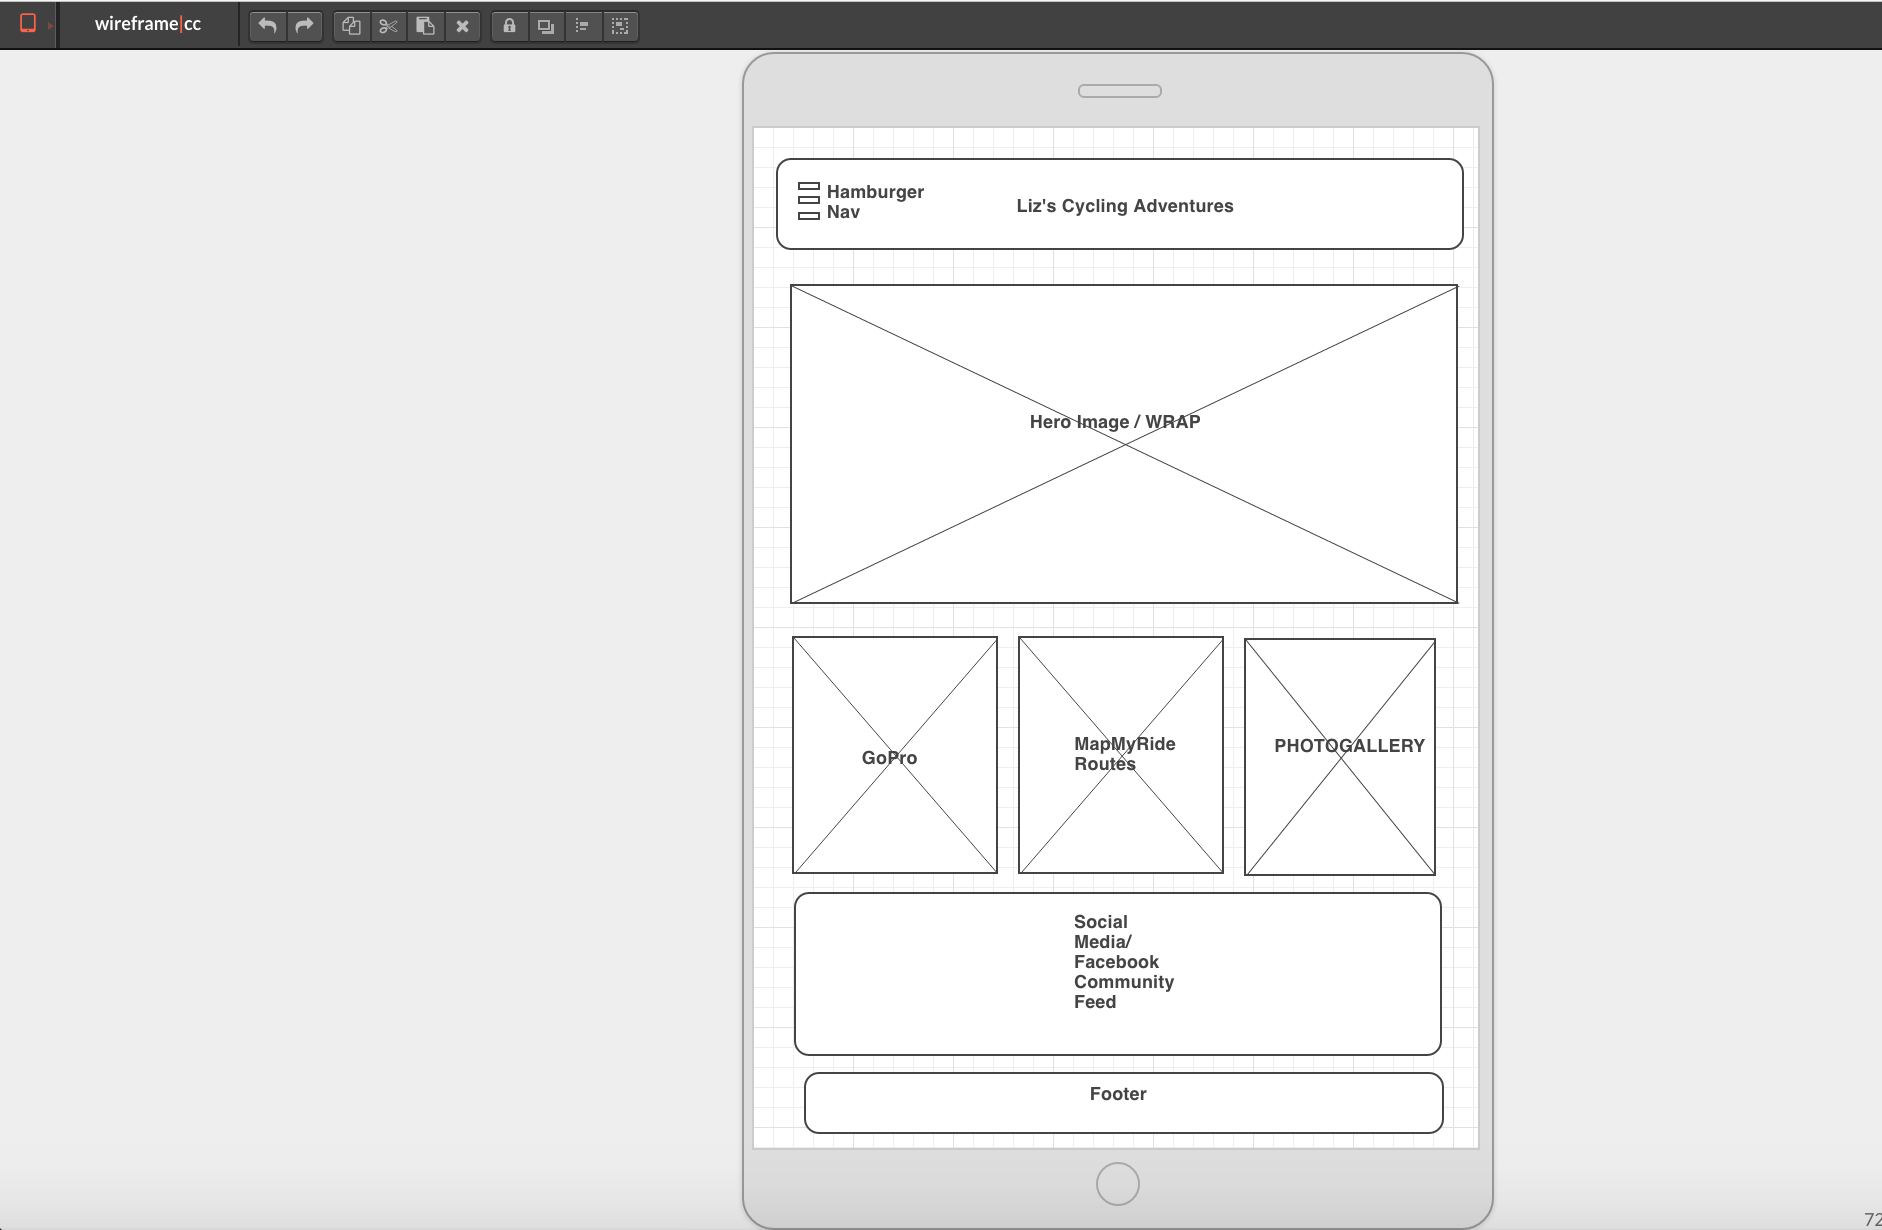 wireframe|cc
Hamburger
Nav
Liz's Cycling Adventures
Hero Image / WRAP
GoPro
MapMyRide
Routes
PHOTOGALLERY
Social
Media/
Facebook
Community
Feed
Footer
72